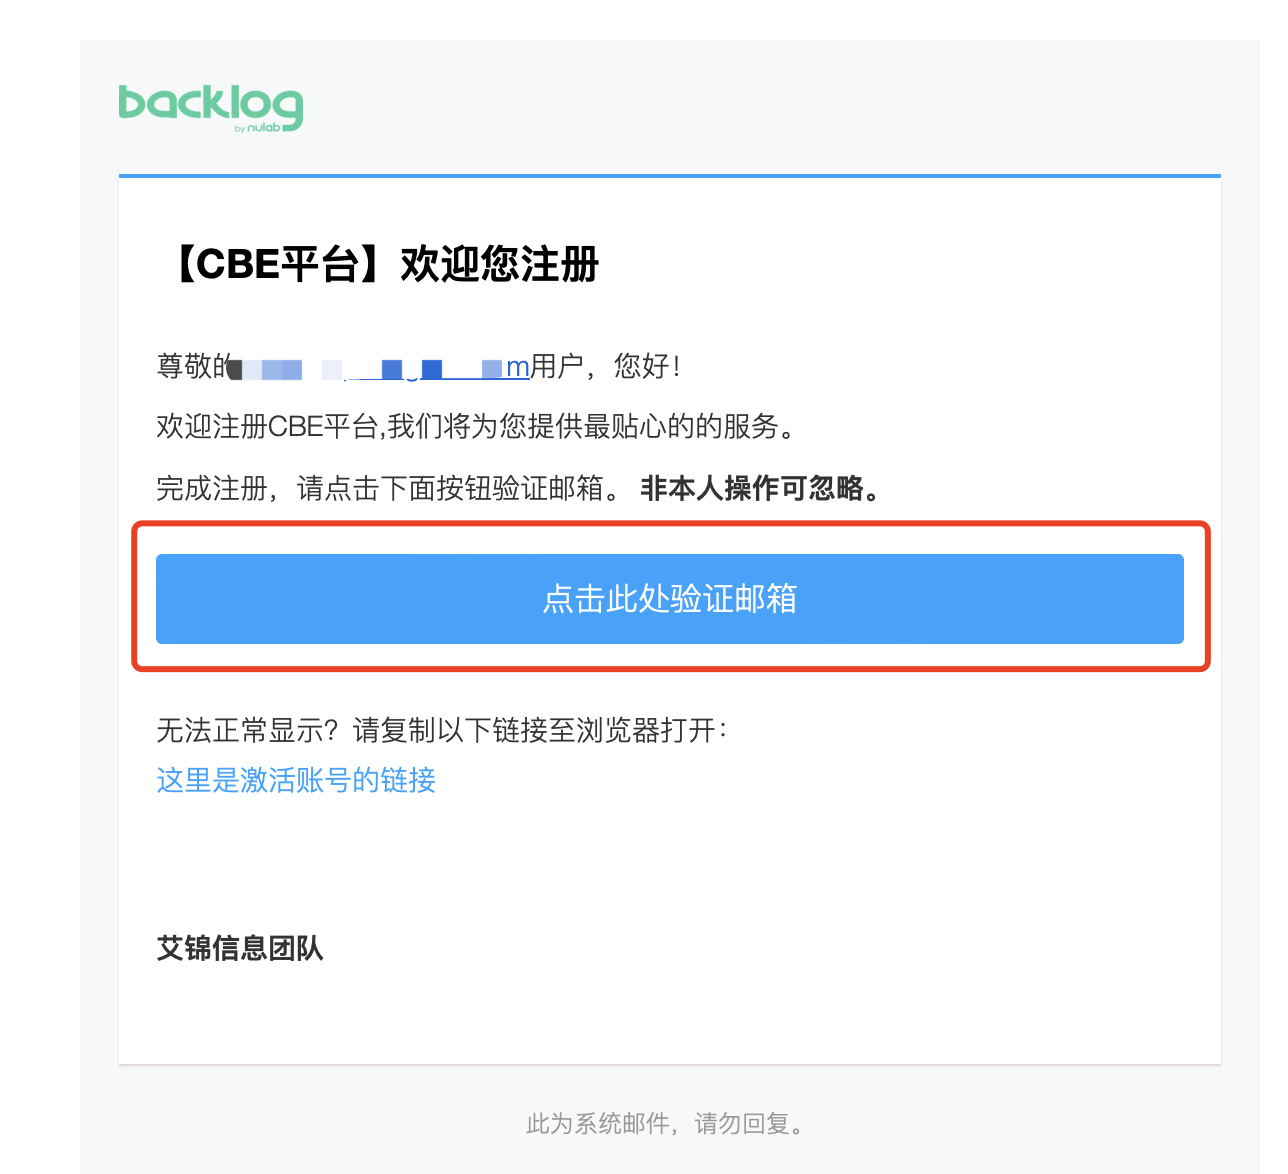 backlog
by nulab
【CBE平台】欢迎您注册
尊敬的 m用户，您好！
欢迎注册CBE平台,我们将为您提供最贴心的的服务。
完成注册，请点击下面按钮验证邮箱。 非本人操作可忽略。
点击此处验证邮箱
无法正常显示？请复制以下链接至浏览器打开：
这里是激活账号的链接
艾锦信息团队
此为系统邮件，请勿回复。